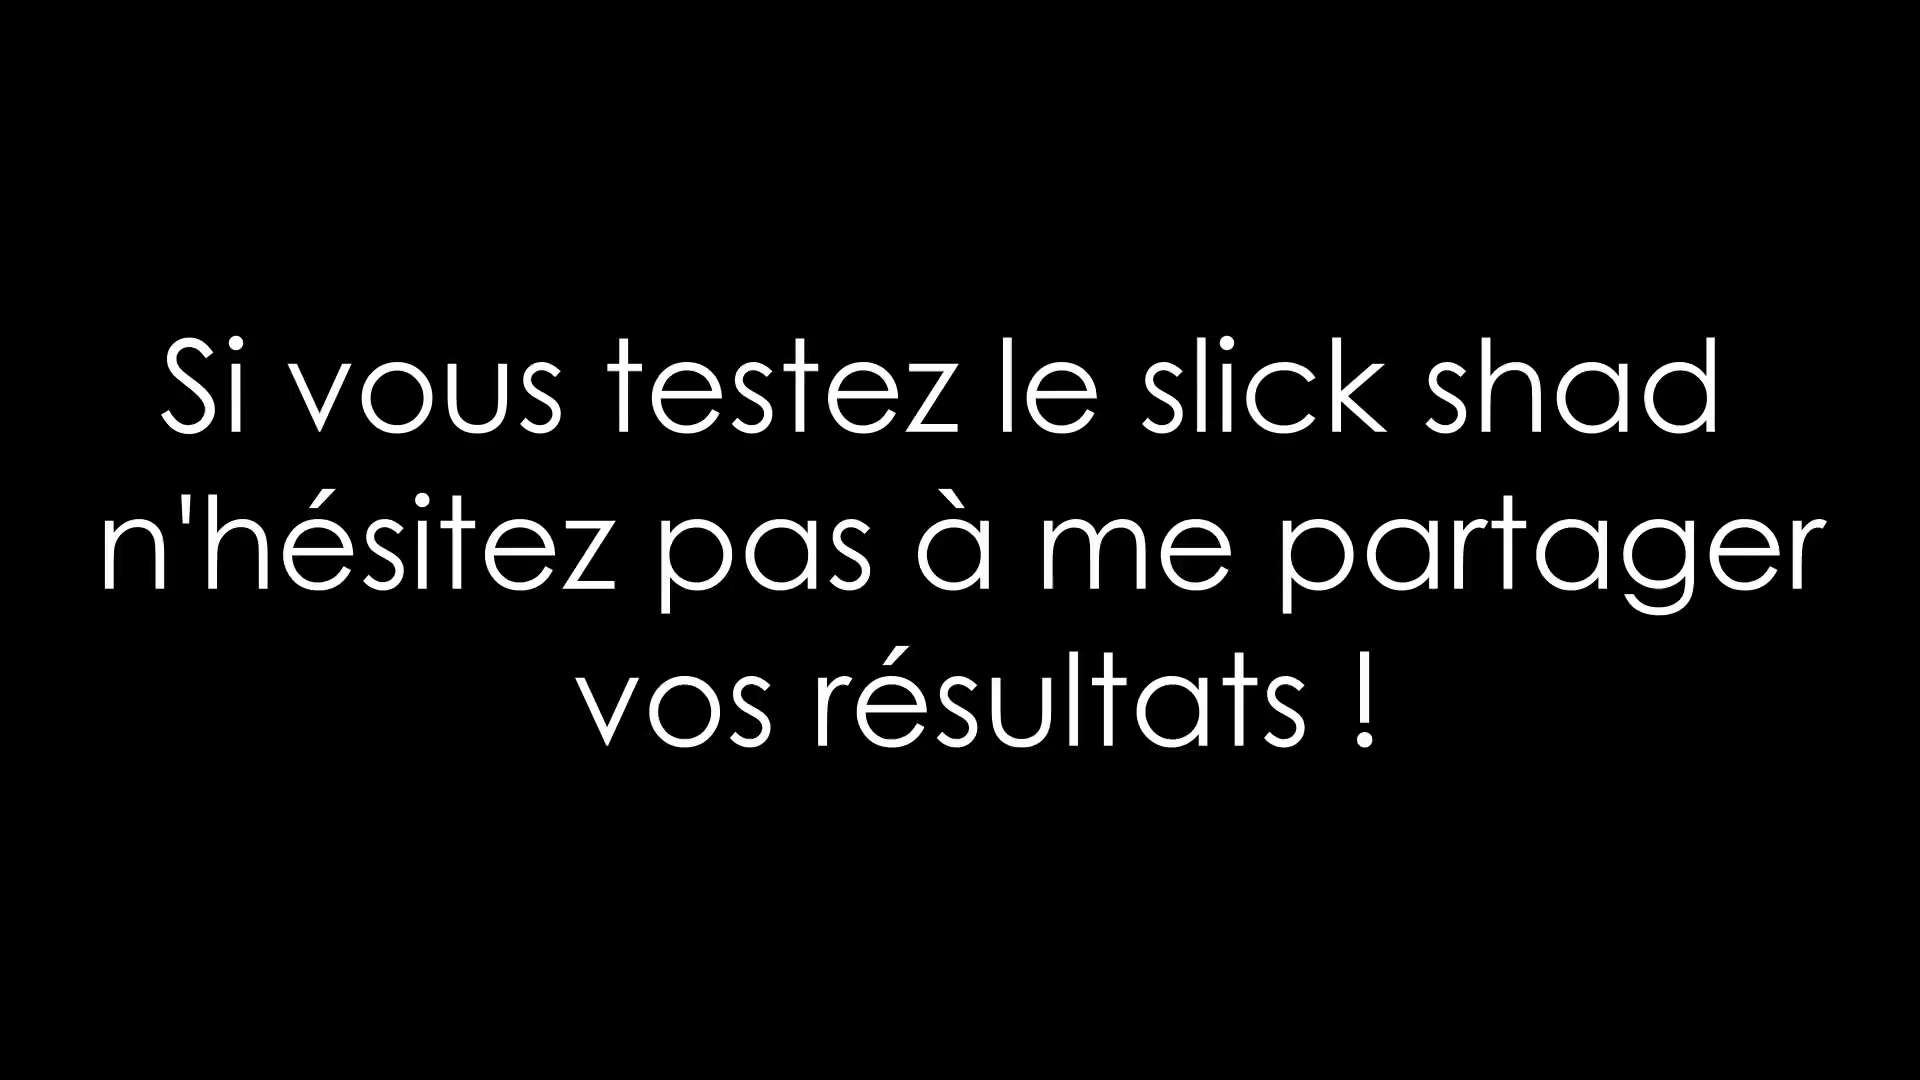 Si vous testez le slick shad
n'hésitez pas à me partager
vos résultats !